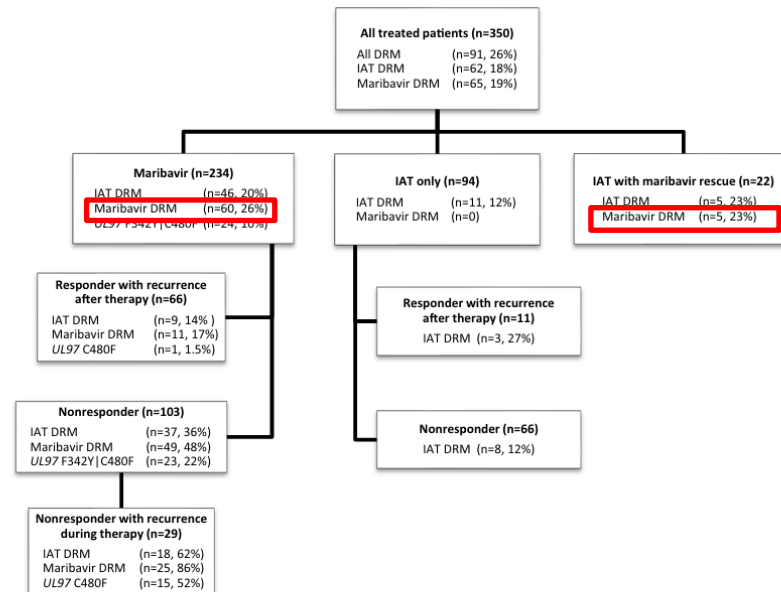 All treated patients (n=350)
All DRM (n=91, 26%)
IAT DRM (n=62, 18%)
Maribavir DRM (n=65, 19%)
Maribavir (n=234)
IAT DRM (n=46, 20%)
Maribavir DRM (n=60, 26%)
UL97 F342Y|C480F (n=24, 10%)
IAT only (n=94)
IAT DRM (n=11, 12%)
Maribavir DRM (n=0)
IAT with maribavir rescue (n=22)
IAT DRM (n=5, 23%)
Maribavir DRM (n=5, 23%)
Responder with recurrence
after therapy (n=66)
IAT DRM (n=9, 14% )
Maribavir DRM (n=11, 17%)
UL97 C480F (n=1, 1.5%)
Responder with recurrence
after therapy (n=11)
IAT DRM (n=3, 27%)
Nonresponder (n=103)
IAT DRM (n=37, 36%)
Maribavir DRM (n=49, 48%)
UL97 F342Y|C480F (n=23, 22%)
Nonresponder (n=66)
IAT DRM (n=8, 12%)
Nonresponder with recurrence
during therapy (n=29)
IAT DRM (n=18, 62%)
Maribavir DRM (n=25, 86%)
UL97 C480F (n=15, 52%)